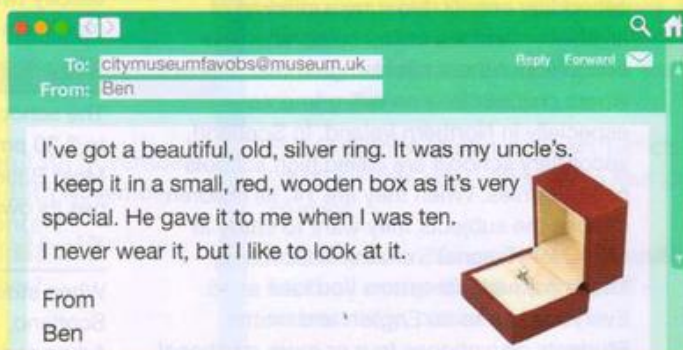 To: citymuseumfavobs@museum.uk
Reply Forward
From: Ben
I've got a beautiful, old, silver ring. It was my uncle's.
I keep it in a small, red, wooden box as it's very
special. He gave it to me when I was ten.
I never wear it, but I like to look at it.
From
Ben